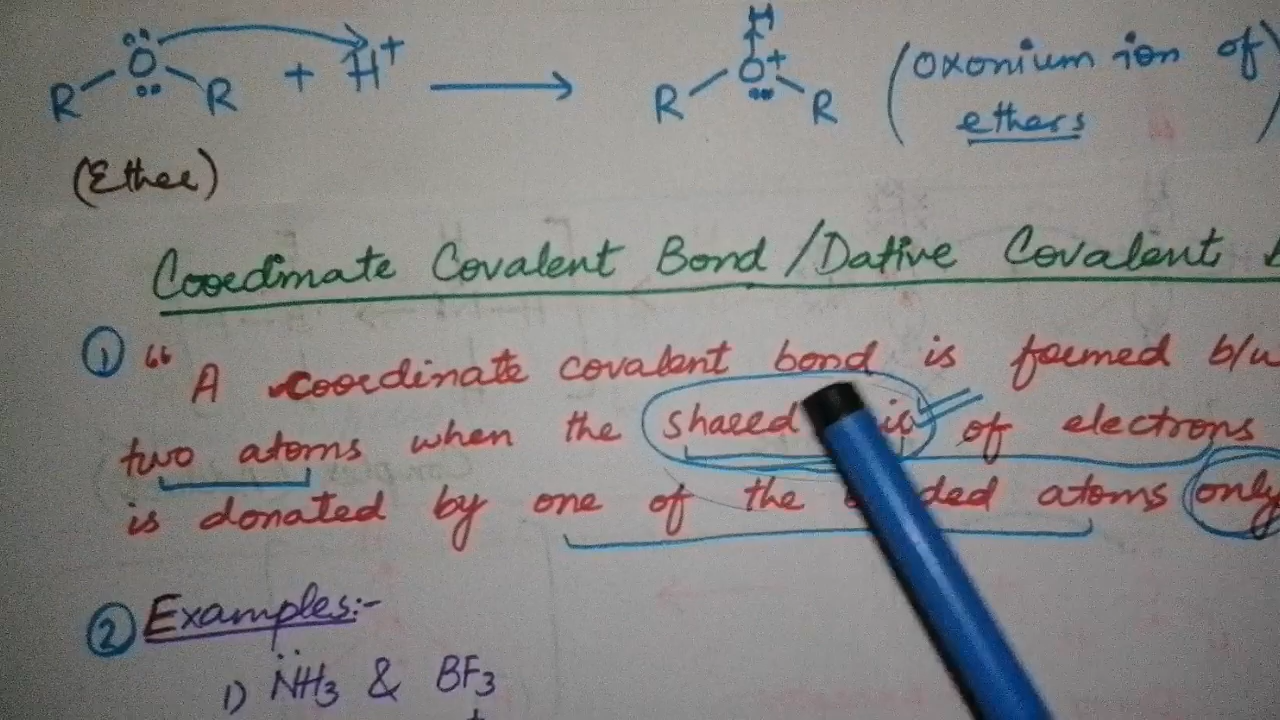 R O R + H+ → R O+ R (oxonium ion of
H
ethers)
(Ether)
Coordinate Covalent Bond / Dative Covalent
① “ A coordinate covalent bond is formed b/w
two atoms when the shared of electrons
is donated by one of the atoms only
② Examples:-
1) NH3 & BF3